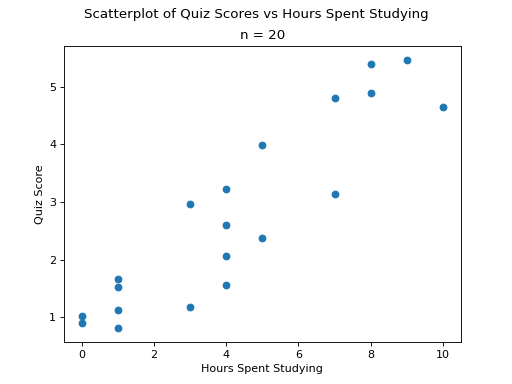 Scatterplot of Quiz Scores vs Hours Spent Studying
n = 20
5
4
3
2
1
Quiz Score
0 2 4 6 8 10
Hours Spent Studying